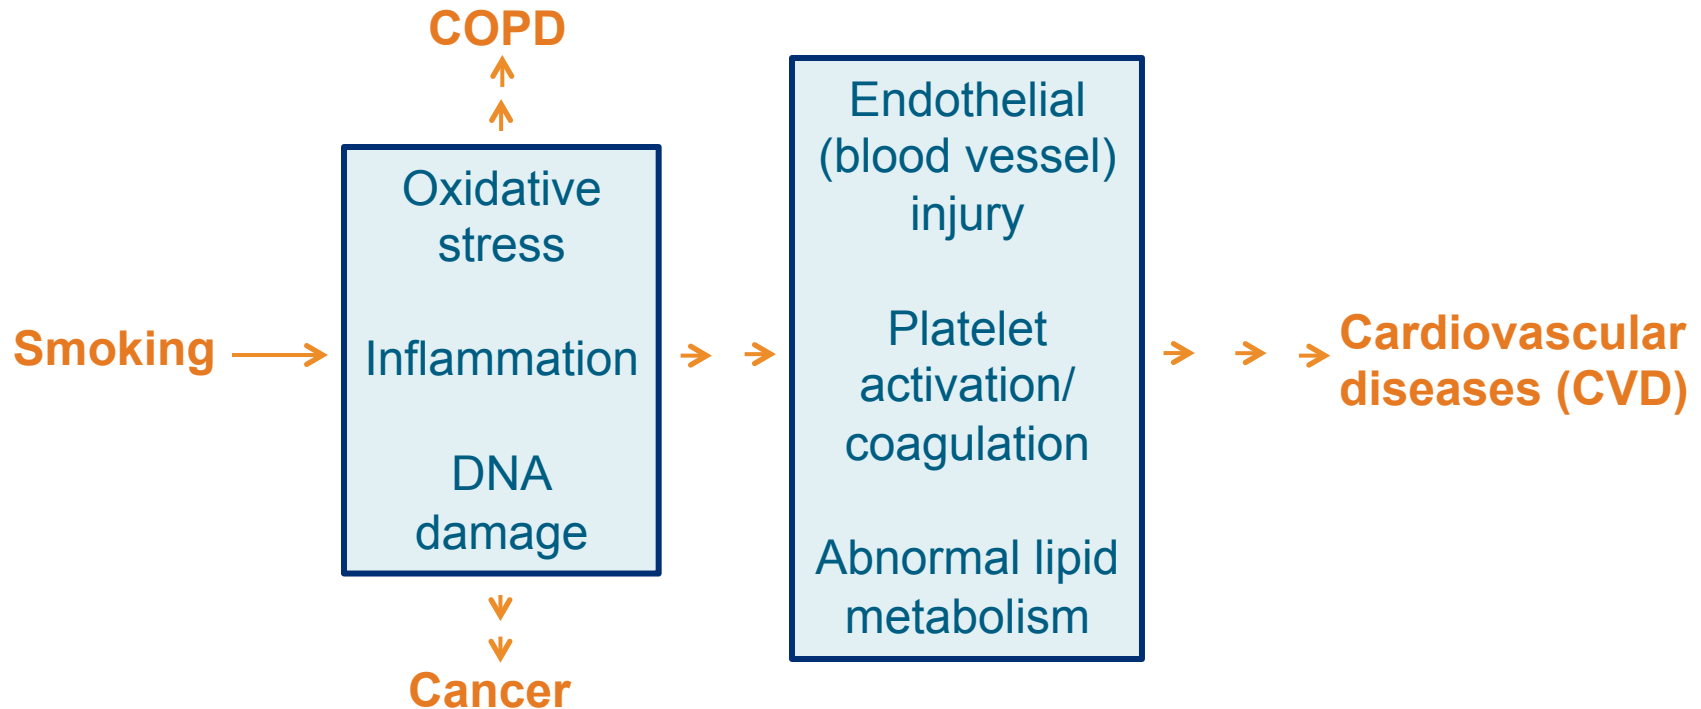 COPD
Smoking
Oxidative
stress
Inflammation
DNA
damage
Cancer
Endothelial
(blood vessel)
injury
Platelet
activation/
coagulation
Abnormal lipid
metabolism
Cardiovascular
diseases (CVD)